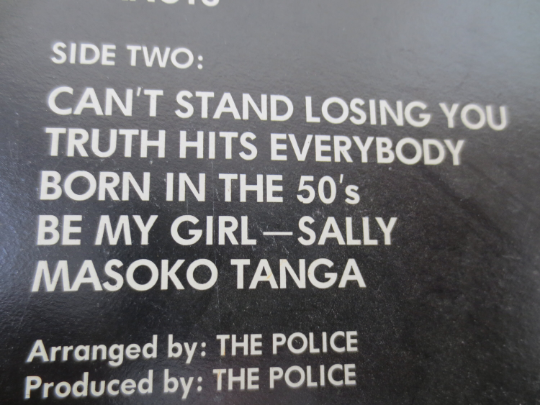 SIDE TWO:
CAN'T STAND LOSING YOU
TRUTH HITS EVERYBODY
BORN IN THE 50's
BE MY GIRL—SALLY
MASOKO TANGA
Arranged by: THE POLICE
Produced by: THE POLICE